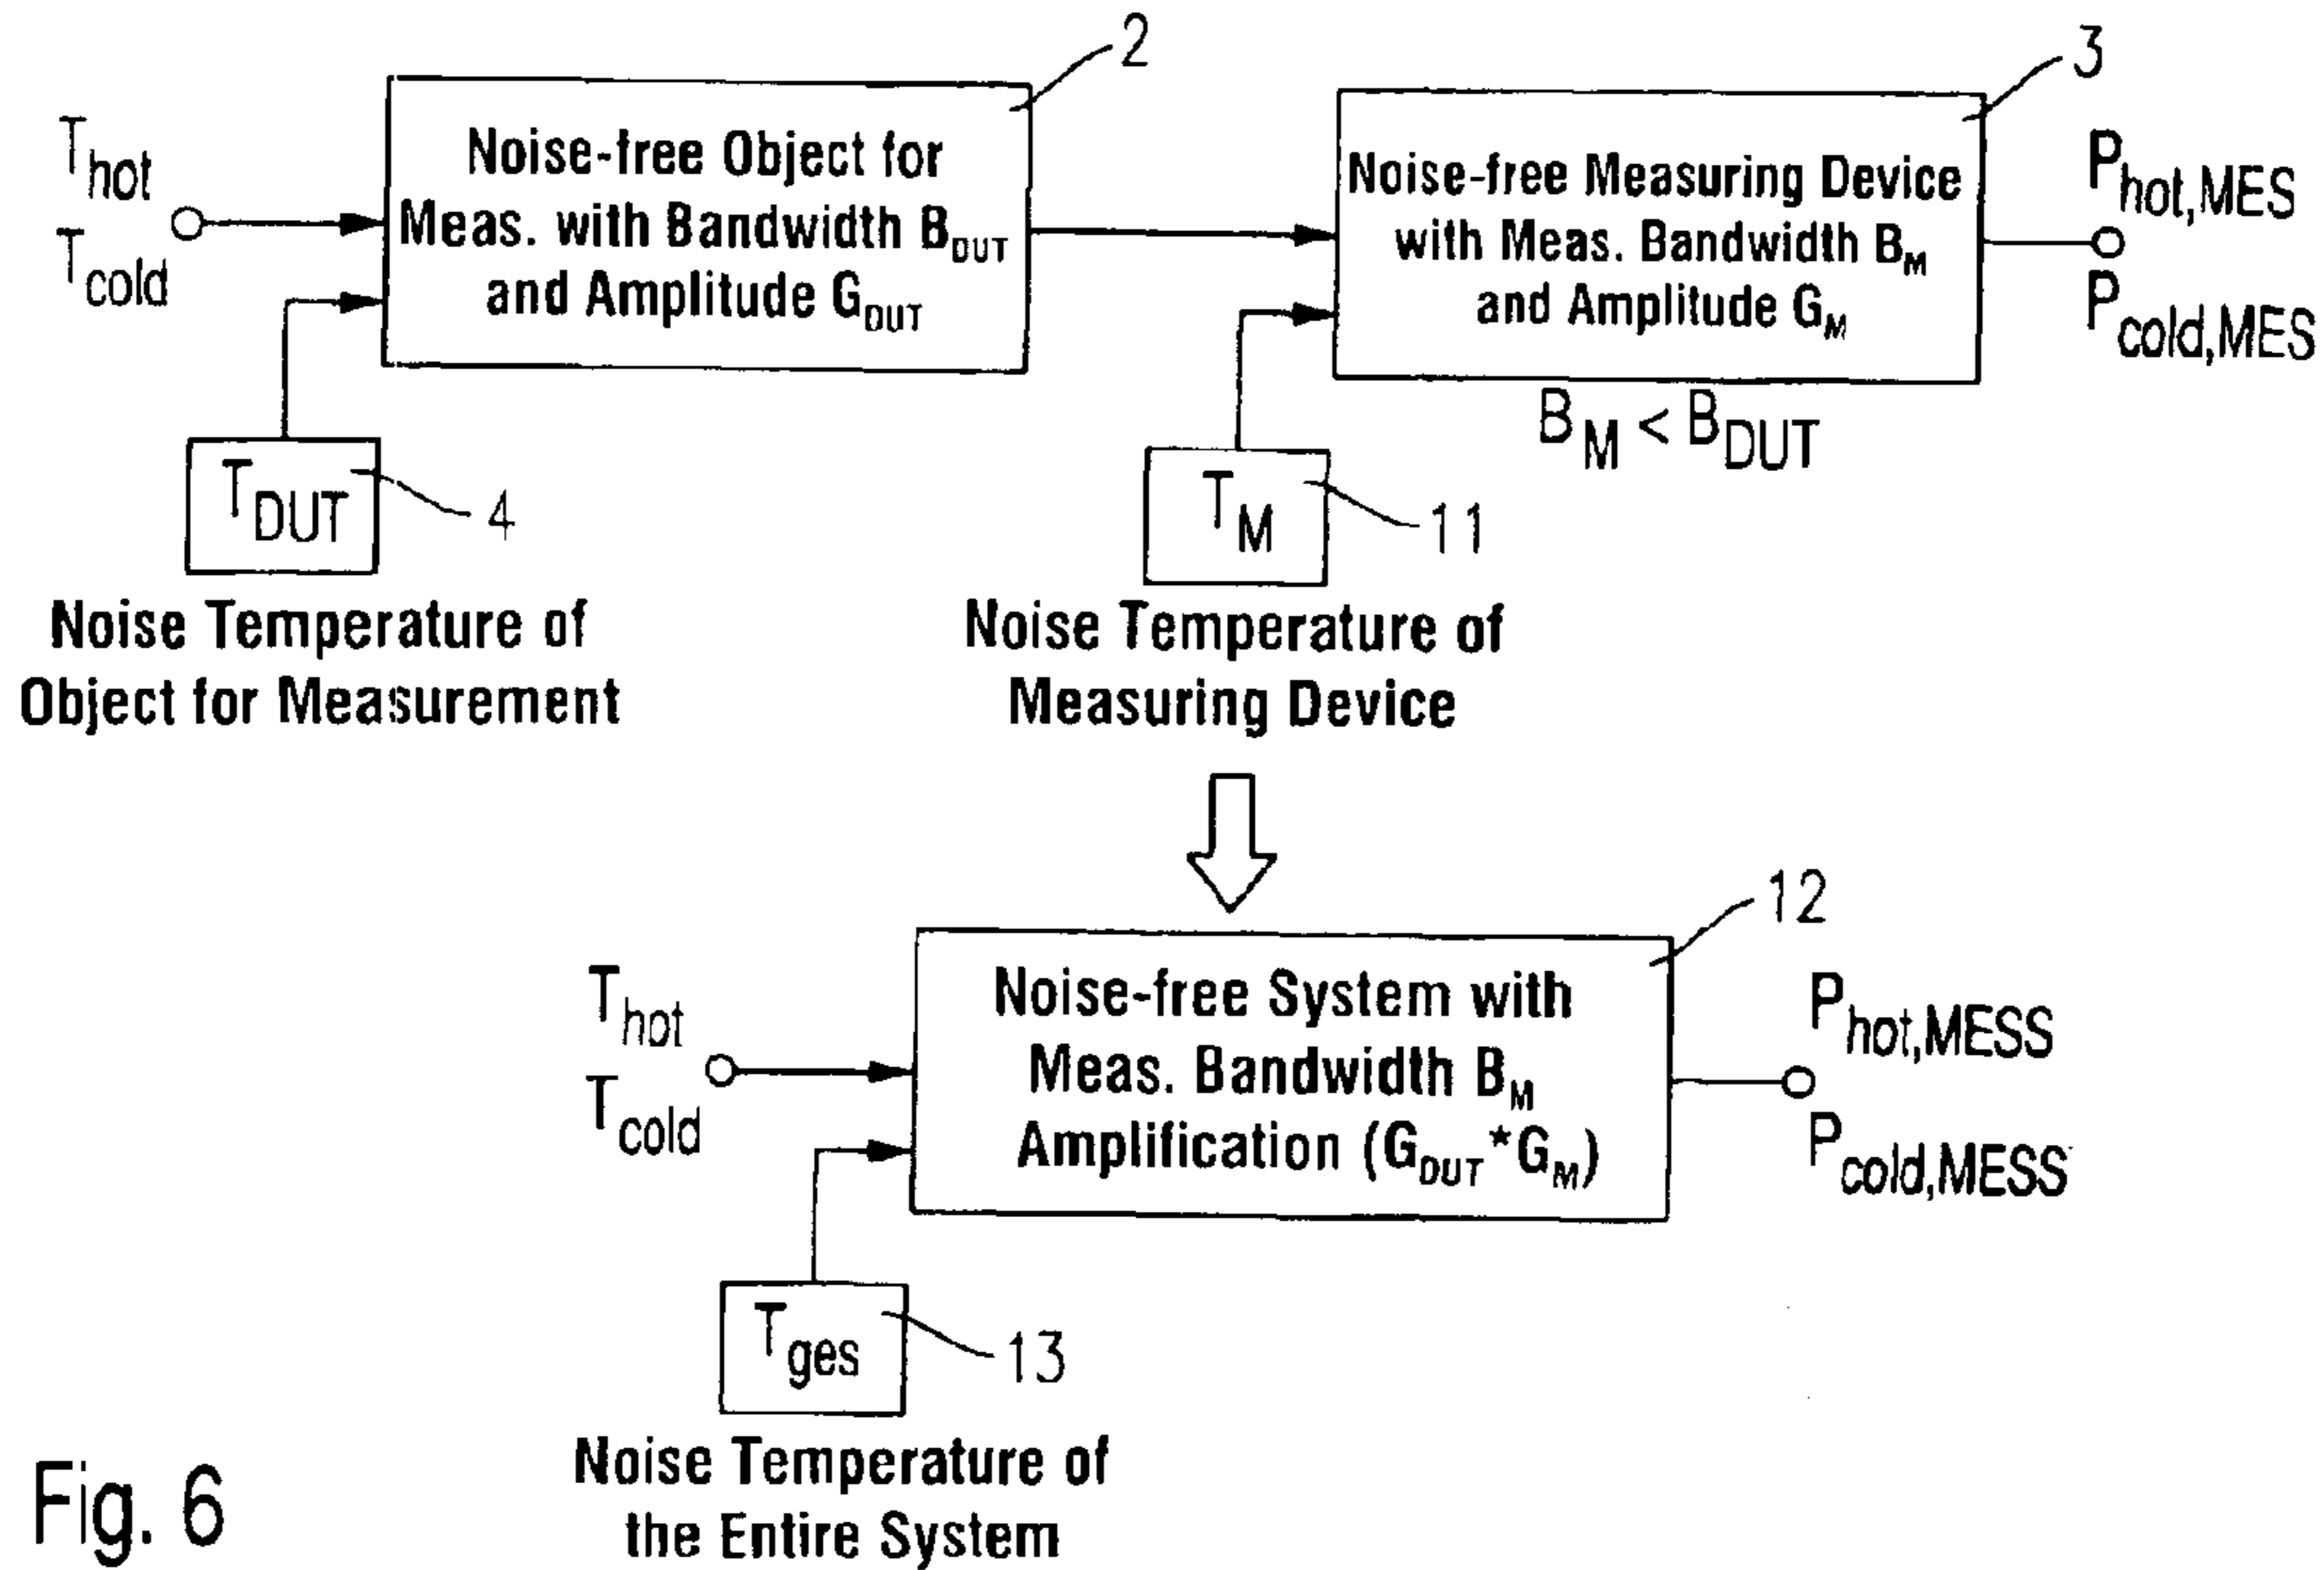 2
3
T_hot
T_cold
Noise-free Object for
Meas. with Bandwidth B_DUT
and Amplitude G_DUT
Noise-free Measuring Device
with Meas. Bandwidth B_M
and Amplitude G_M
P_hot,MES
P_cold,MES
B_M < B_DUT
T_DUT
4
T_M
11
Noise Temperature of
Object for Measurement
Noise Temperature of
Measuring Device
12
T_hot
T_cold
Noise-free System with
Meas. Bandwidth B_M
Amplification (G_DUT*G_M)
P_hot,MESS
P_cold,MESS
T_ges
13
Noise Temperature of
the Entire System
Fig. 6